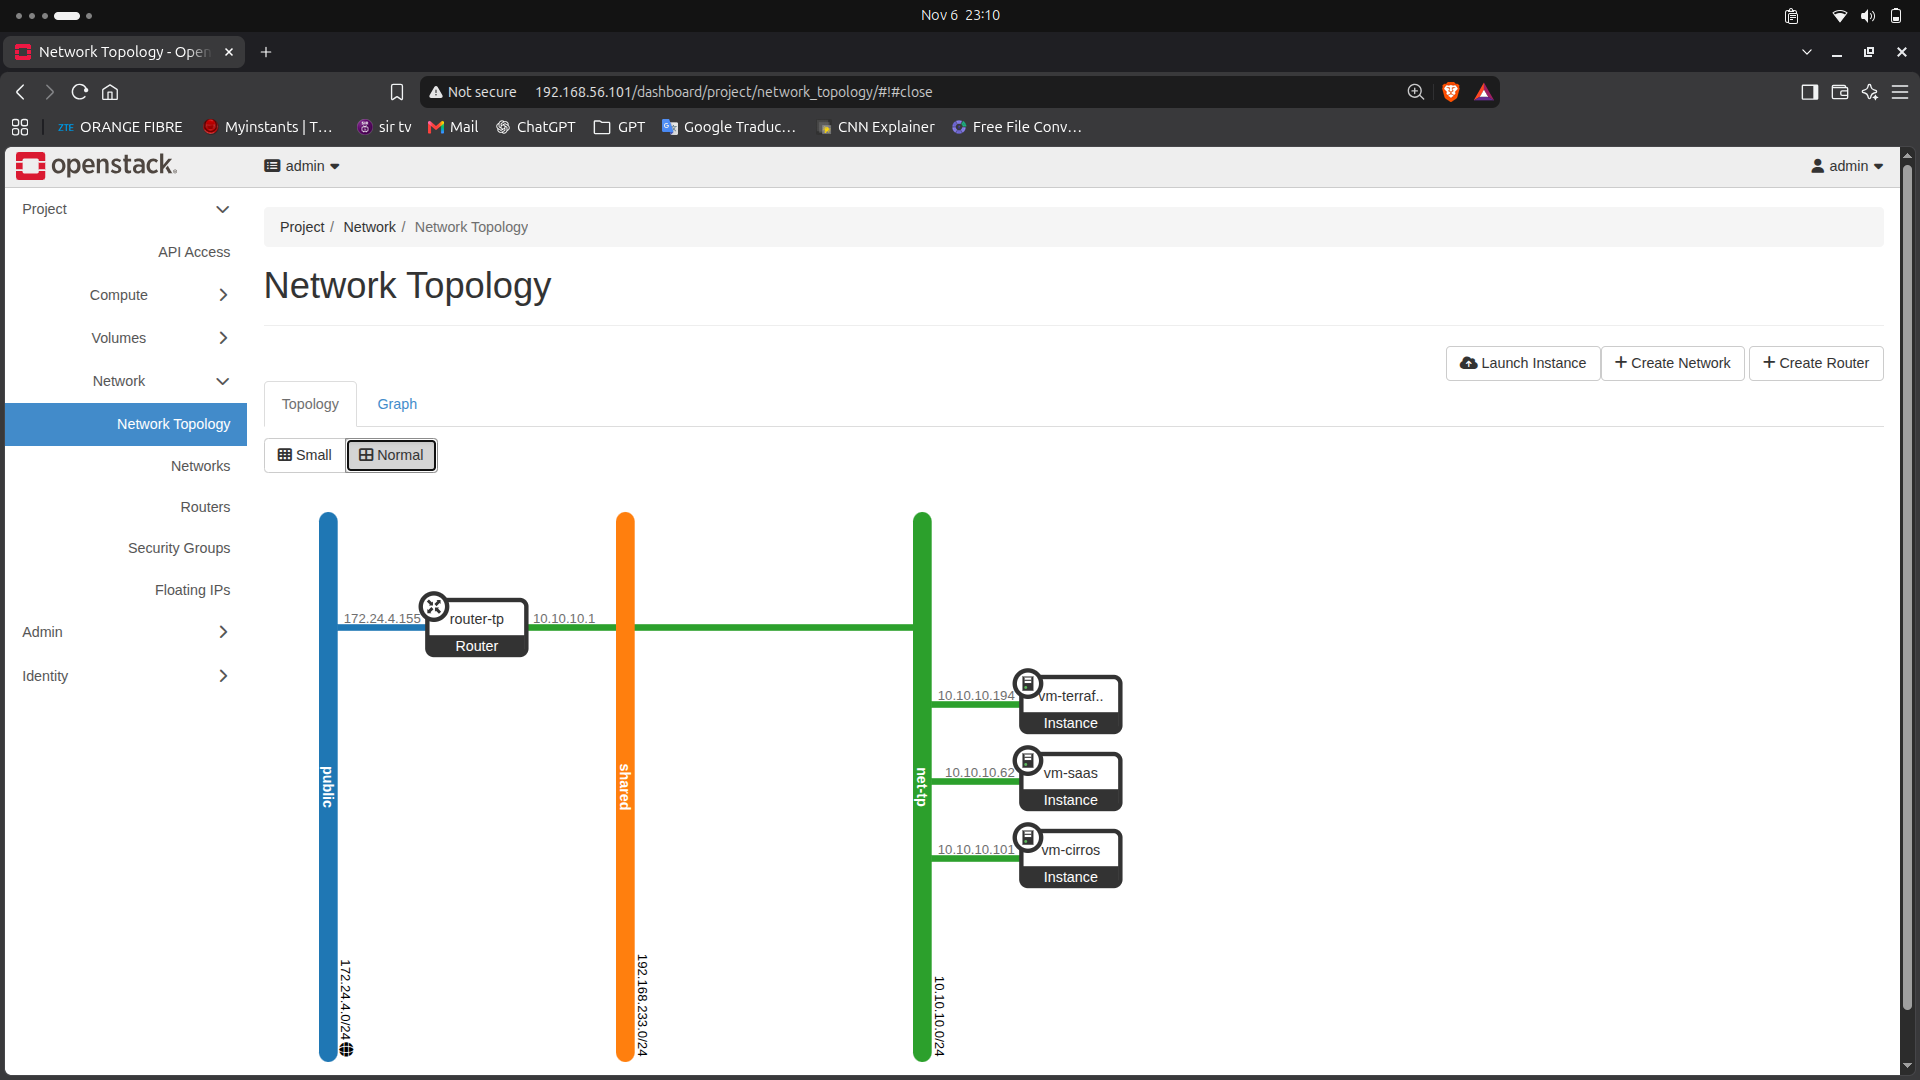 Nov 6 23:10
Network Topology - Open
Not secure 192.168.56.101/dashboard/project/network_topology/#!#close
ZTE ORANGE FIBRE Myinstants | T… sir tv Mail ChatGPT GPT Google Traduc… CNN Explainer Free File Conv…
openstack. admin admin
Project
API Access
Compute
Volumes
Network
Network Topology
Networks
Routers
Security Groups
Floating IPs
Admin
Identity
Project / Network / Network Topology
Network Topology
Launch Instance + Create Network + Create Router
Topology Graph
Small Normal
172.24.4.155 router-tp 10.10.10.1
Router
10.10.10.194 vm-terraf..
Instance
public shared net-tp
10.10.10.62 vm-saas
Instance
10.10.10.101 vm-cirros
Instance
172.24.4.0/24 192.168.233.0/24 10.10.10.0/24